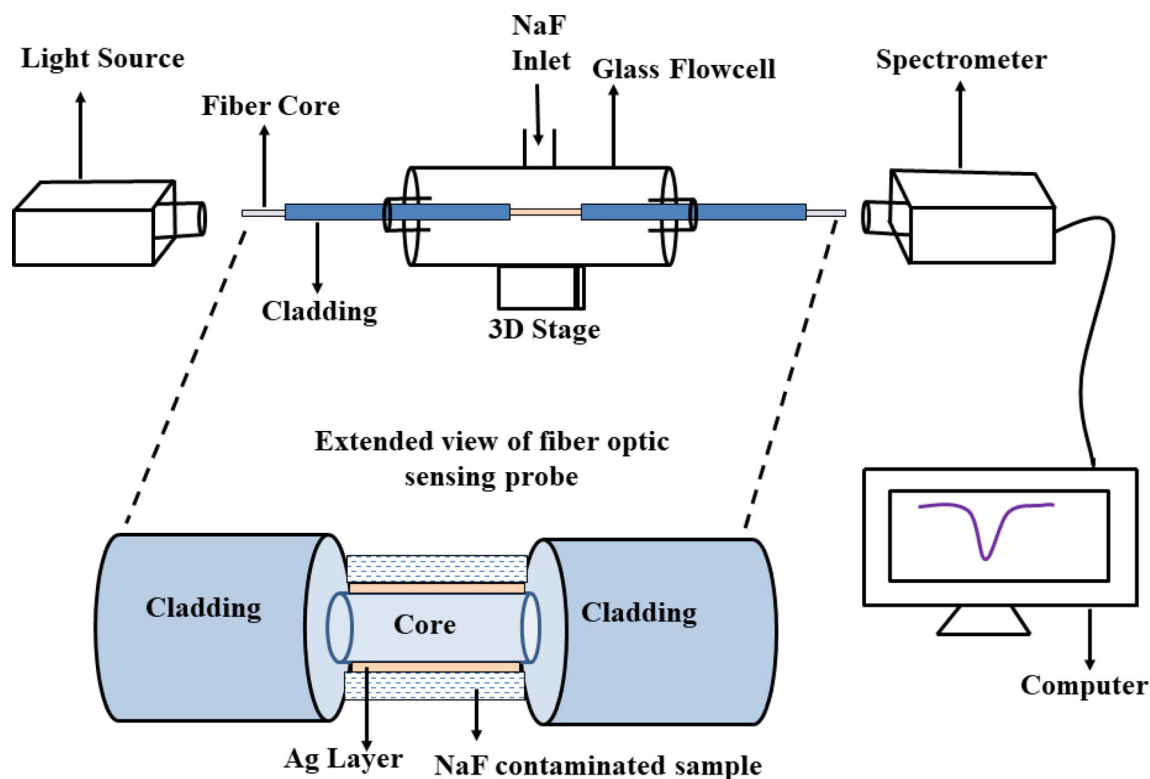 NaF
Inlet
Light Source
Glass Flowcell
Spectrometer
Fiber Core
Cladding
3D Stage
Extended view of fiber optic
sensing probe
Cladding
Core
Cladding
Computer
Ag Layer
NaF contaminated sample